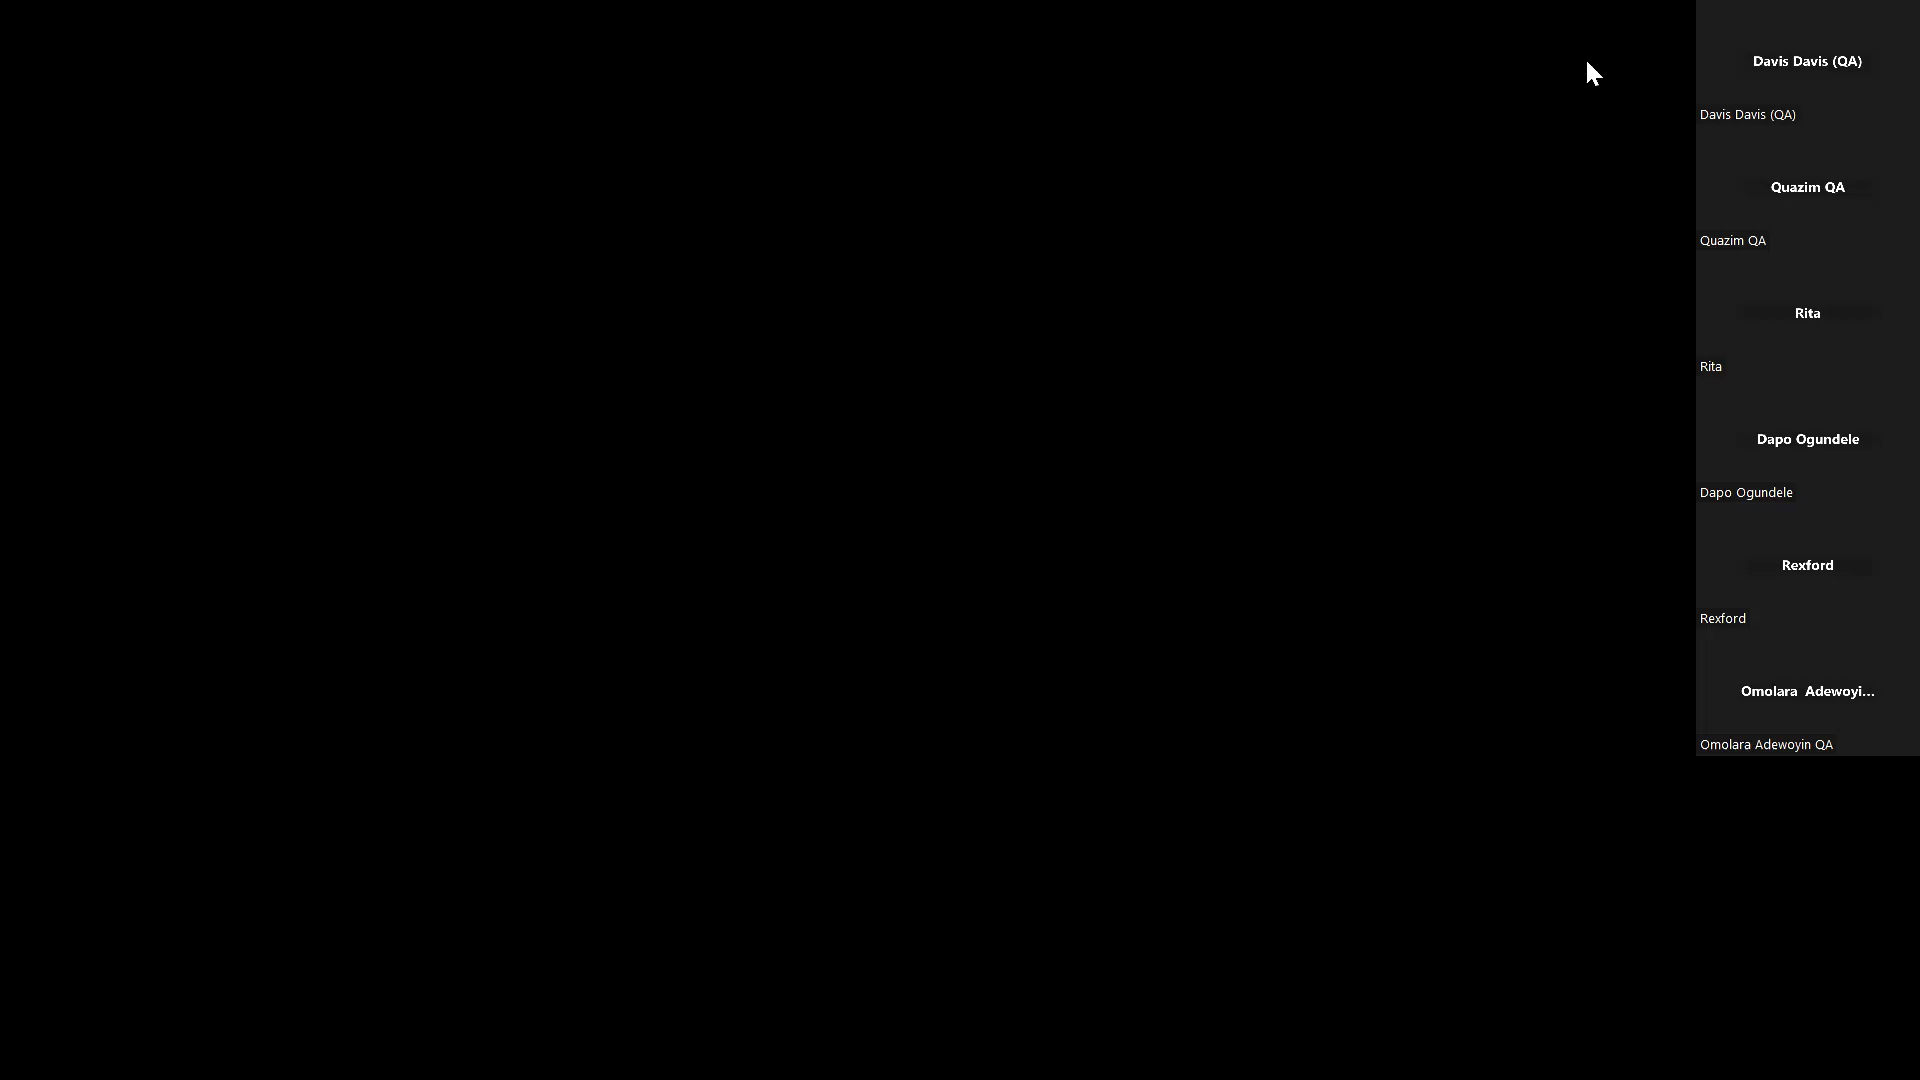 Davis Davis (QA)
Davis Davis (QA)
Quazim QA
Quazim QA
Rita
Rita
Dapo Ogundele
Dapo Ogundele
Rexford
Rexford
Omolara  Adewoyi...
Omolara Adewoyin QA